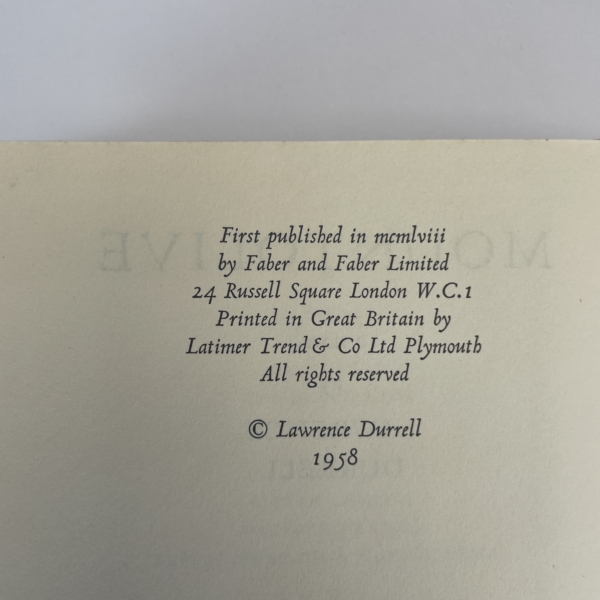 First published in mcmlviii
by Faber and Faber Limited
24 Russell Square London W.C.1
Printed in Great Britain by
Latimer Trend & Co Ltd Plymouth
All rights reserved
© Lawrence Durrell
1958